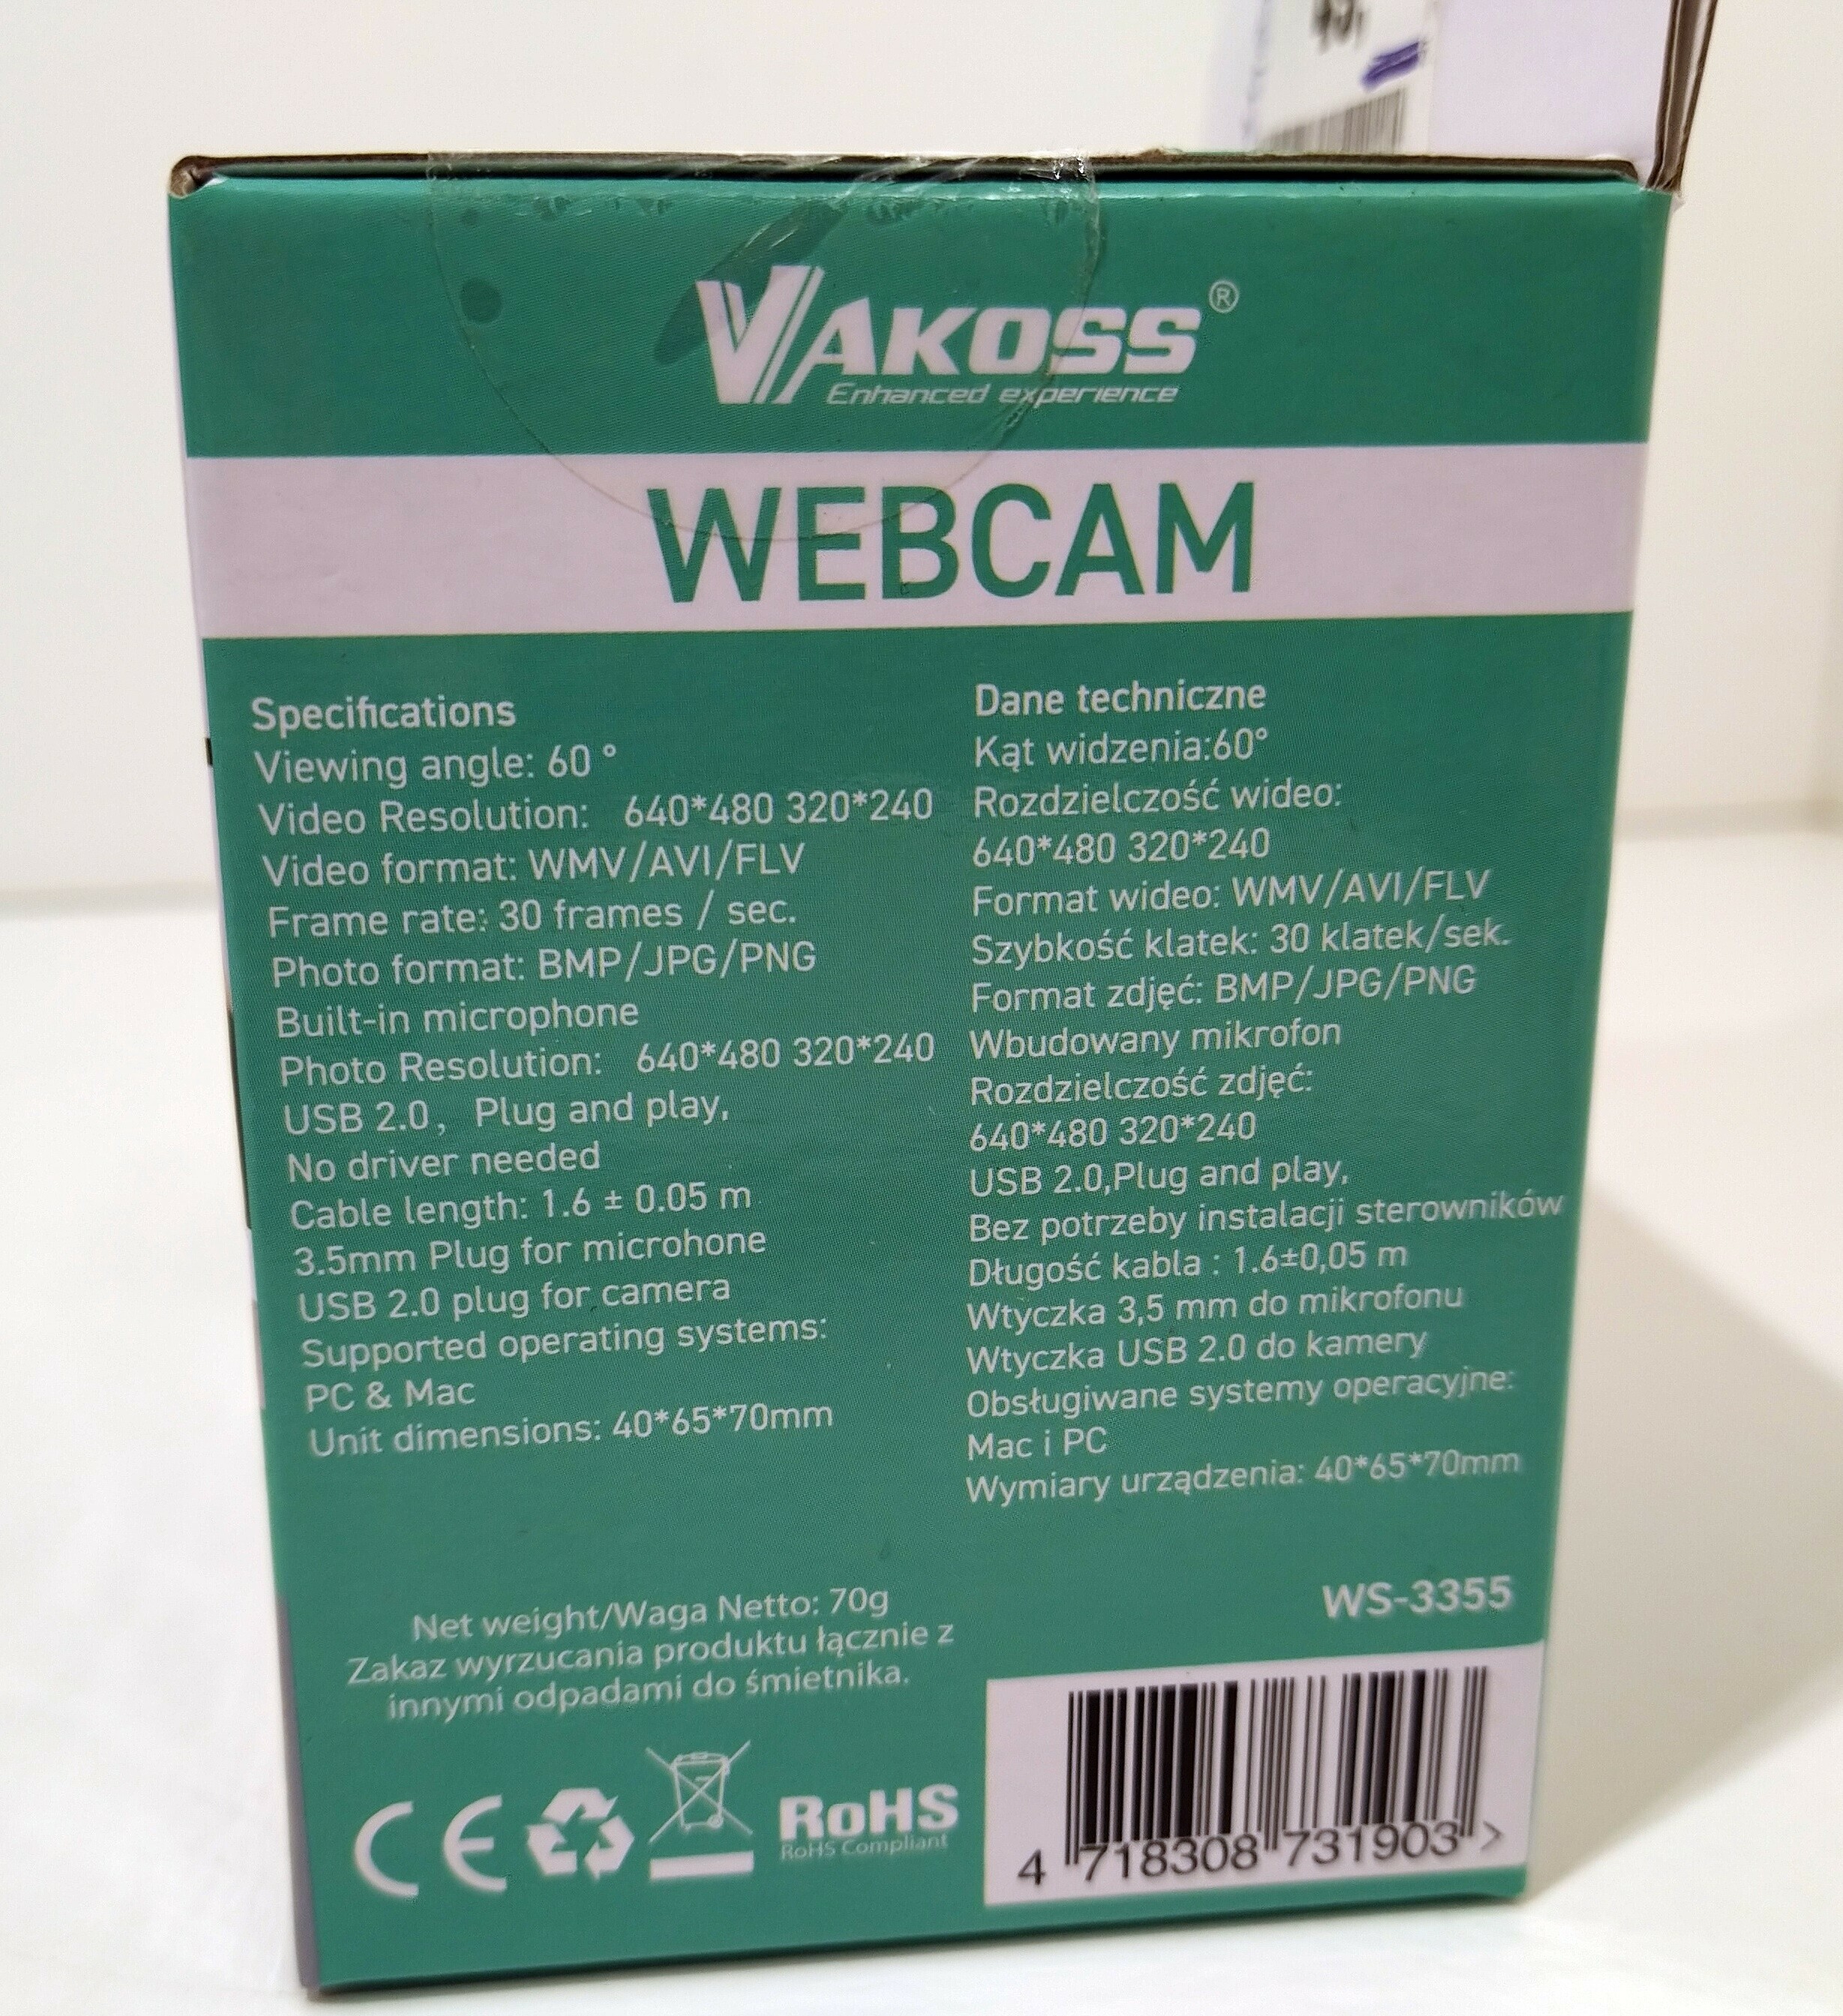 VAKOSS®
Enhanced experience
WEBCAM
Specifications
Viewing angle: 60 °
Video Resolution: 640*480 320*240
Video format: WMV/AVI/FLV
Frame rate: 30 frames / sec.
Photo format: BMP/JPG/PNG
Built-in microphone
Photo Resolution: 640*480 320*240
USB 2.0， Plug and play,
No driver needed
Cable length: 1.6 ± 0.05 m
3.5mm Plug for microhone
USB 2.0 plug for camera
Supported operating systems:
PC & Mac
Unit dimensions: 40*65*70mm
Dane techniczne
Kąt widzenia:60°
Rozdzielczość wideo:
640*480 320*240
Format wideo: WMV/AVI/FLV
Szybkość klatek: 30 klatek/sek.
Format zdjęć: BMP/JPG/PNG
Wbudowany mikrofon
Rozdzielczość zdjęć:
640*480 320*240
USB 2.0,Plug and play,
Bez potrzeby instalacji sterowników
Długość kabla : 1.6±0,05 m
Wtyczka 3,5 mm do mikrofonu
Wtyczka USB 2.0 do kamery
Obsługiwane systemy operacyjne:
Mac i PC
Wymiary urządzenia: 40*65*70mm
Net weight/Waga Netto: 70g
Zakaz wyrzucania produktu łącznie z
innymi odpadami do śmietnika.
WS-3355
CE
RoHS
RoHS Compliant
4 718308 731903 >